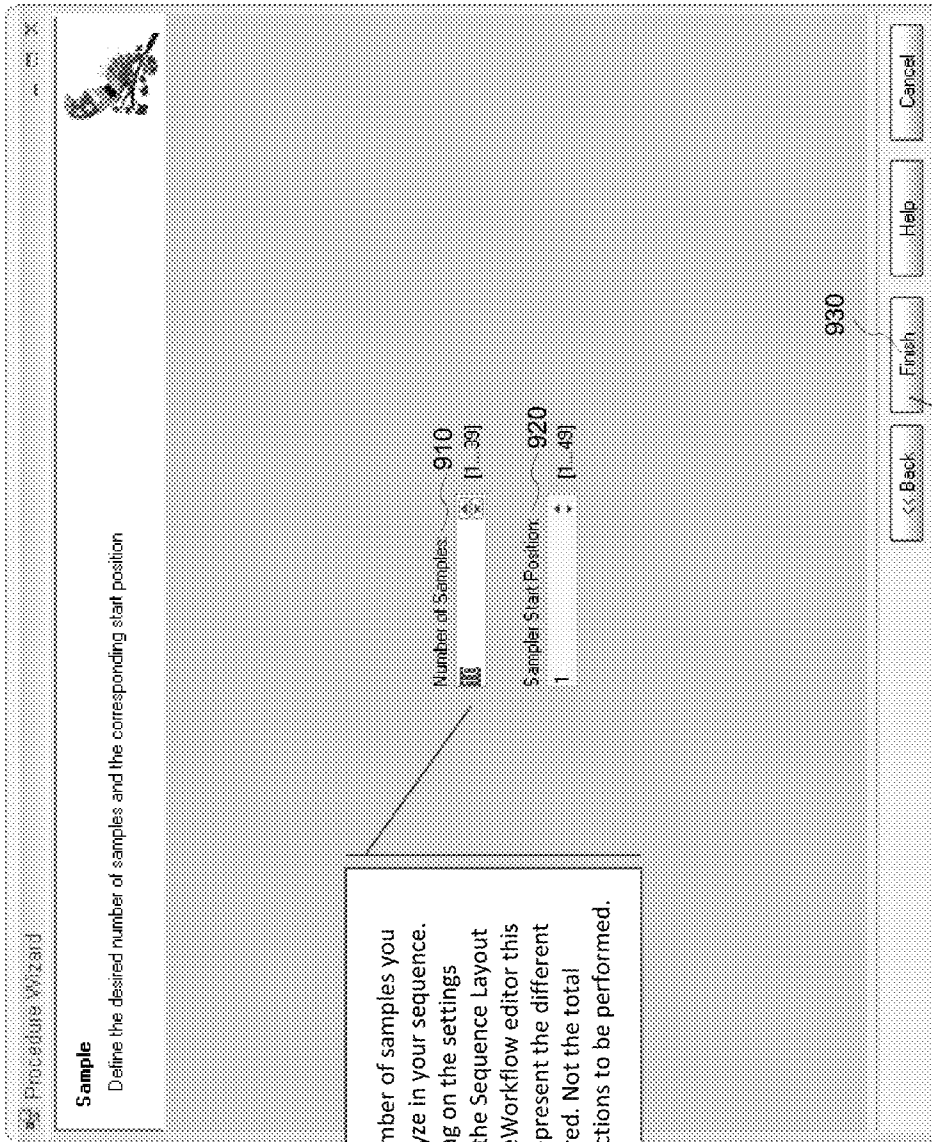 Procedure Wizard
Sample
Define the desired number of samples and the corresponding start position
mber of samples you
yze in your sequence.
ng on the settings
the Sequence Layout
eWorkflow editor this
present the different
red. Not the total
ctions to be performed.
Number of Samples:
910
[1...39]
Sampler Start Position:
920
1
[1...49]
930
<< Back
Finish
Help
Cancel